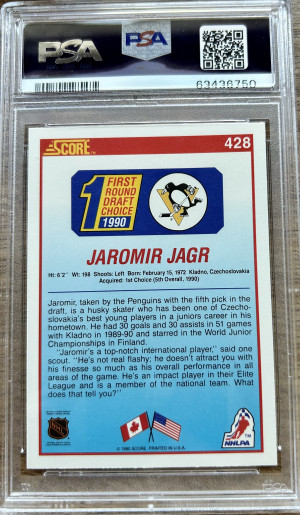 PSA
PSA
63436750
SCORE
428
1 FIRST
ROUND
DRAFT
CHOICE
1990
JAROMIR JAGR
Ht: 6'2" Wt: 198 Shoots: Left Born: February 15, 1972 Kladno, Czechoslovakia
Acquired: 1st Choice (5th Overall, 1990)
Jaromir, taken by the Penguins with the fifth pick in the
draft, is a husky skater who has been one of Czecho-
slovakia's best young players in a juniors career in his
hometown. He had 30 goals and 30 assists in 51 games
with Kladno in 1989-90 and starred in the World Junior
Championships in Finland.
"Jaromir's a top-notch international player," said one
scout. "He's not real flashy; he doesn't attract you with
his finesse so much as his overall performance in all
areas of the game. He's an impact player in their Elite
League and is a member of the national team. What
does that tell you?"
NHL
NHLPA
© 1990 SCORE PRINTED IN U.S.A.